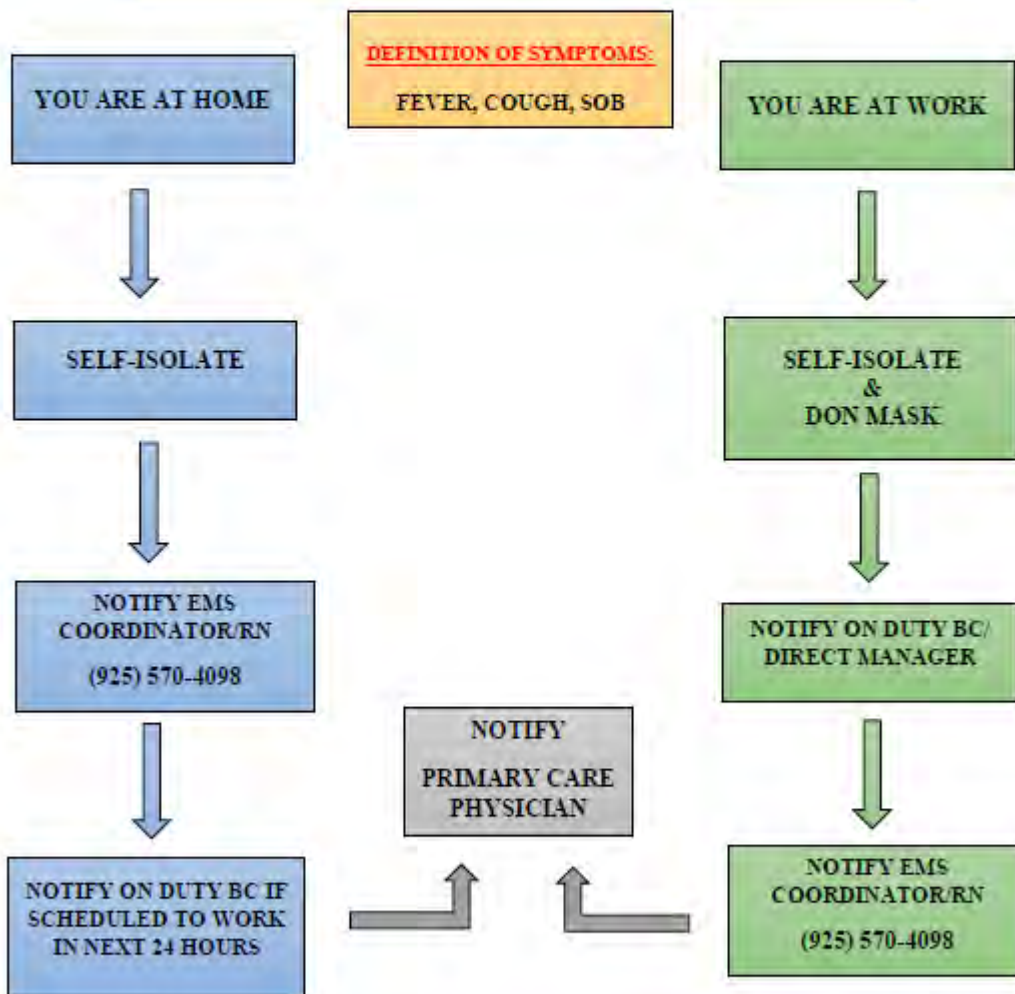 DEFINITION OF SYMPTOMS:
FEVER, COUGH, SOB
YOU ARE AT HOME
SELF-ISOLATE
NOTIFY EMS
COORDINATOR/RN
(925) 570-4098
NOTIFY ON DUTY BC IF
SCHEDULED TO WORK
IN NEXT 24 HOURS
YOU ARE AT WORK
SELF-ISOLATE
&
DON MASK
NOTIFY ON DUTY BC/
DIRECT MANAGER
NOTIFY EMS
COORDINATOR/RN
(925) 570-4098
NOTIFY
PRIMARY CARE
PHYSICIAN